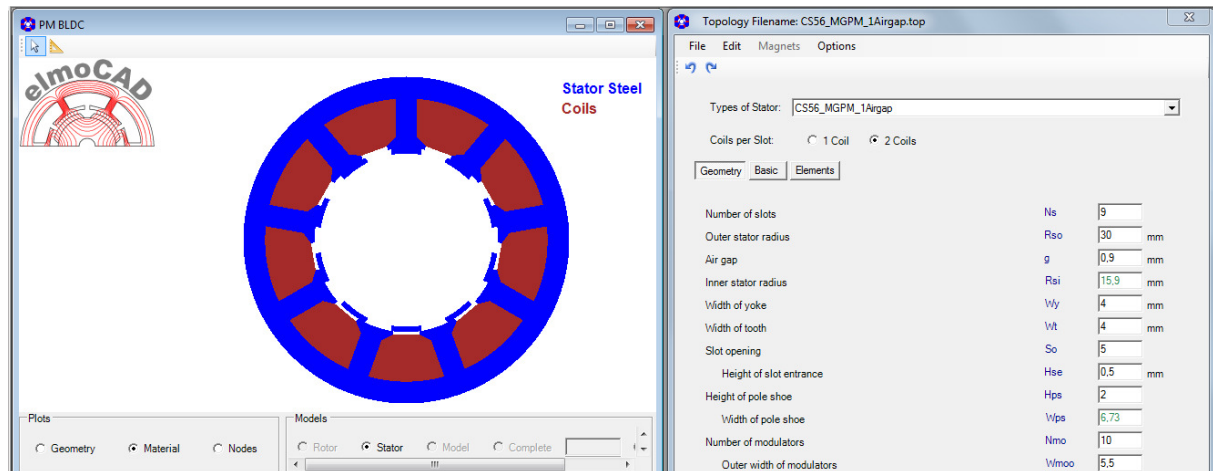 PM BLDC
elmoCAD
Stator Steel
Coils
Plots
Geometry
Material
Nodes
Models
Rotor
Stator
Model
Complete
Topology Filename: CS56_MGPM_1Airgap.top
File Edit Magnets Options
Types of Stator: CS56_MGPM_1Airgap
Coils per Slot: 1 Coil 2 Coils
Geometry Basic Elements
Number of slots Ns 9
Outer stator radius Rso 30 mm
Air gap g 0,9 mm
Inner stator radius Rsi 15,9 mm
Width of yoke Wy 4 mm
Width of tooth Wt 4 mm
Slot opening So 5
Height of slot entrance Hse 0,5 mm
Height of pole shoe Hps 2
Width of pole shoe Wps 6,73
Number of modulators Nmo 10
Outer width of modulators Wmoo 5,5